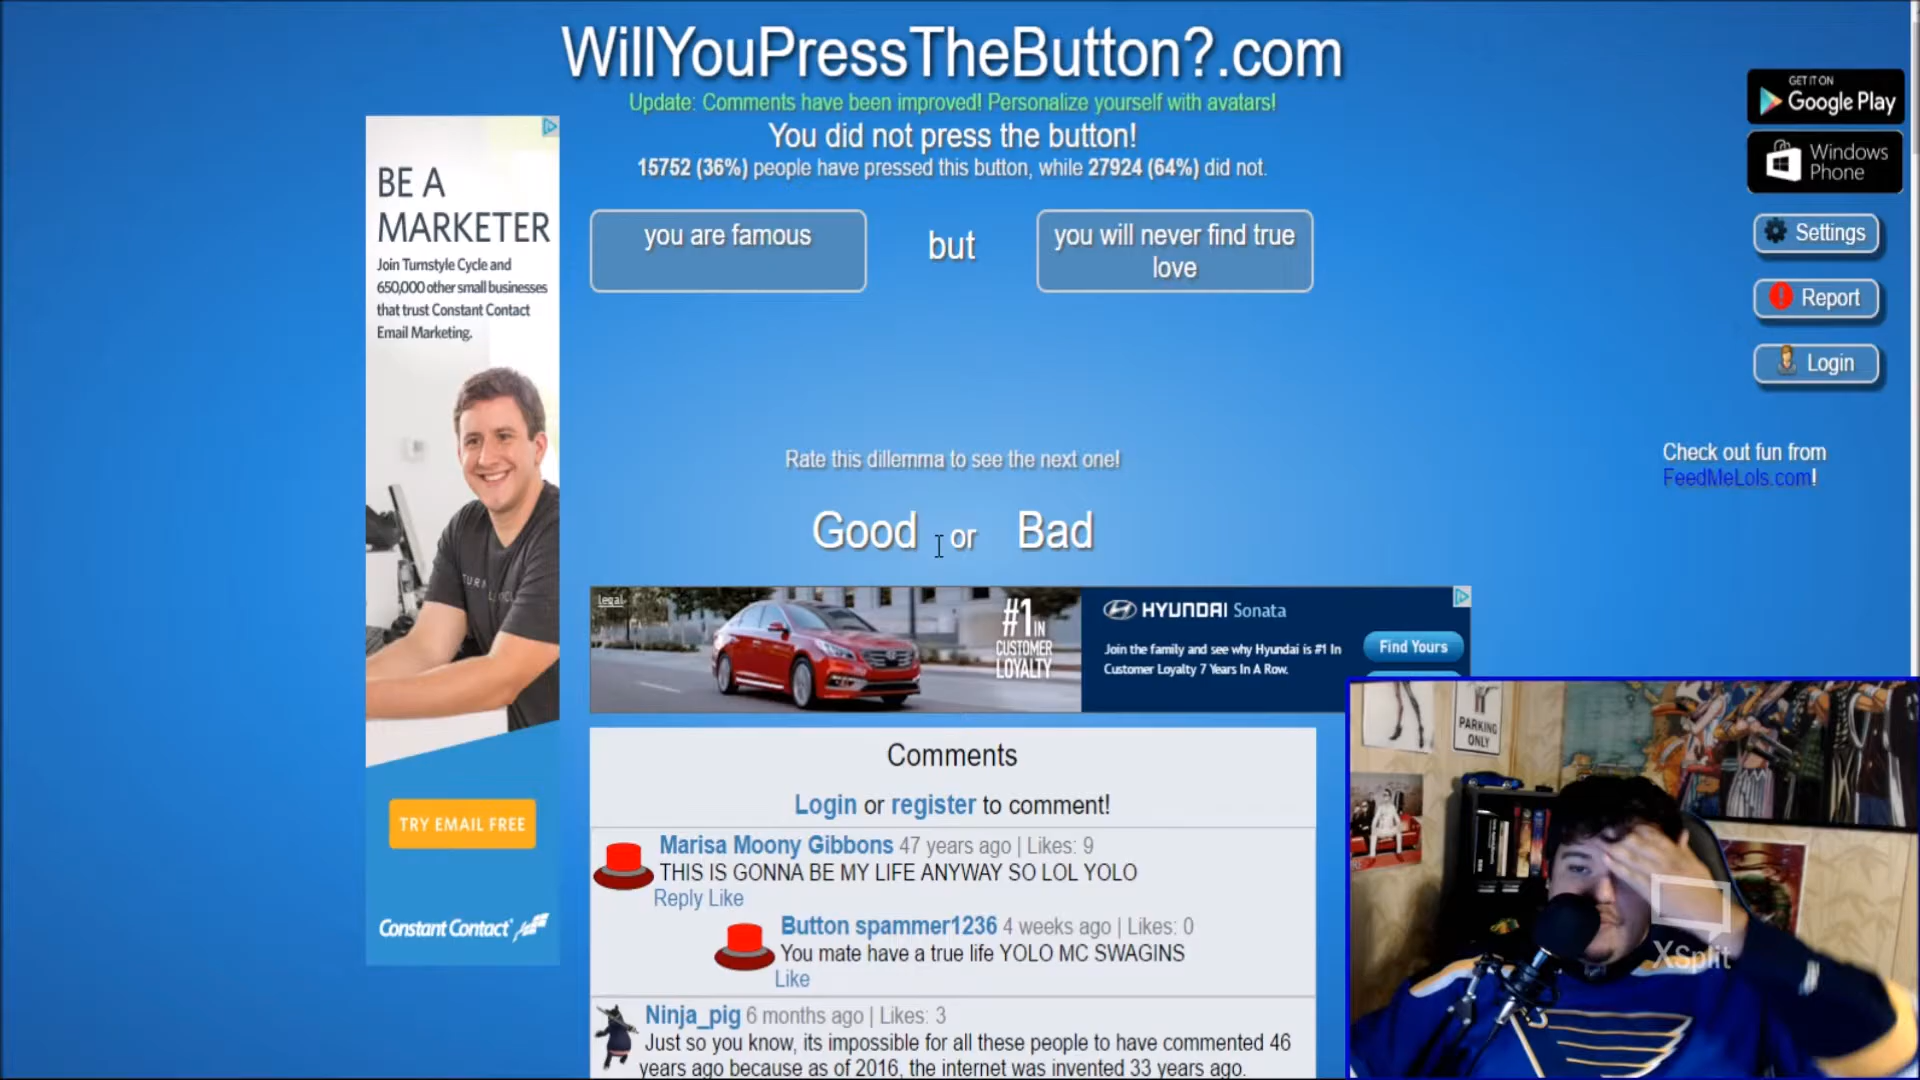 WillYouPressTheButton?.com
Update: Comments have been improved! Personalize yourself with avatars!
You did not press the button!
15752 (36%) people have pressed this button, while 27924 (64%) did not.
you are famous
but
you will never find true
love
Rate this dillemma to see the next one!
Good or Bad
GET IT ON
Google Play
Windows
Phone
Settings
Report
Login
Check out fun from
FeedMeLols.com!
BE A
MARKETER
Join Turnstyle Cycle and
650,000 other small businesses
that trust Constant Contact
Email Marketing.
TRY EMAIL FREE
Constant Contact
legal
#1 IN
CUSTOMER
LOYALTY
HYUNDAI Sonata
Join the family and see why Hyundai is #1 In
Customer Loyalty 7 Years In A Row.
Find Yours
Comments
Login or register to comment!
Marisa Moony Gibbons 47 years ago | Likes: 9
THIS IS GONNA BE MY LIFE ANYWAY SO LOL YOLO
Reply Like
Button spammer1236 4 weeks ago | Likes: 0
You mate have a true life YOLO MC SWAGINS
Like
Ninja_pig 6 months ago | Likes: 3
Just so you know, its impossible for all these people to have commented 46
years ago because as of 2016, the internet was invented 33 years ago.
PARKING
ONLY
XSplit